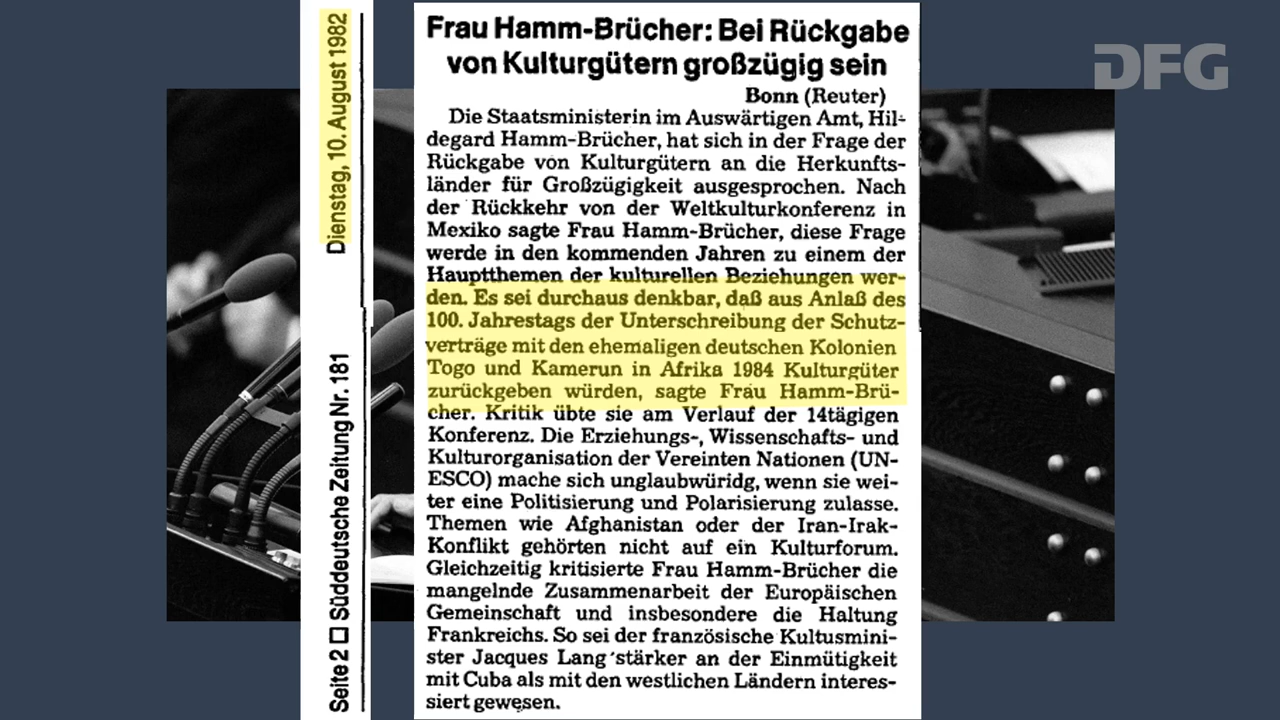 Dienstag, 10. August 1982
Seite 2 □ Süddeutsche Zeitung Nr. 181
Frau Hamm-Brücher: Bei Rückgabe
von Kulturgütern großzügig sein
Bonn (Reuter)
Die Staatsministerin im Auswärtigen Amt, Hil-
degard Hamm-Brücher, hat sich in der Frage der
Rückgabe von Kulturgütern an die Herkunfts-
länder für Großzügigkeit ausgesprochen. Nach
der Rückkehr von der Weltkulturkonferenz in
Mexiko sagte Frau Hamm-Brücher, diese Frage
werde in den kommenden Jahren zu einem der
Hauptthemen der kulturellen Beziehungen wer-
den. Es sei durchaus denkbar, daß aus Anlaß des
100. Jahrestags der Unterschreibung der Schutz-
verträge mit den ehemaligen deutschen Kolonien
Togo und Kamerun in Afrika 1984 Kulturgüter
zurückgeben würden, sagte Frau Hamm-Brü-
cher. Kritik übte sie am Verlauf der 14tägigen
Konferenz. Die Erziehungs-, Wissenschafts- und
Kulturorganisation der Vereinten Nationen (UN-
ESCO) mache sich unglaubwüridg, wenn sie wei-
ter eine Politisierung und Polarisierung zulasse.
Themen wie Afghanistan oder der Iran-Irak-
Konflikt gehörten nicht auf ein Kulturforum.
Gleichzeitig kritisierte Frau Hamm-Brücher die
mangelnde Zusammenarbeit der Europäischen
Gemeinschaft und insbesondere die Haltung
Frankreichs. So sei der französische Kultusmini-
ster Jacques Lang stärker an der Einmütigkeit
mit Cuba als mit den westlichen Ländern interes-
siert gewesen.
DFG